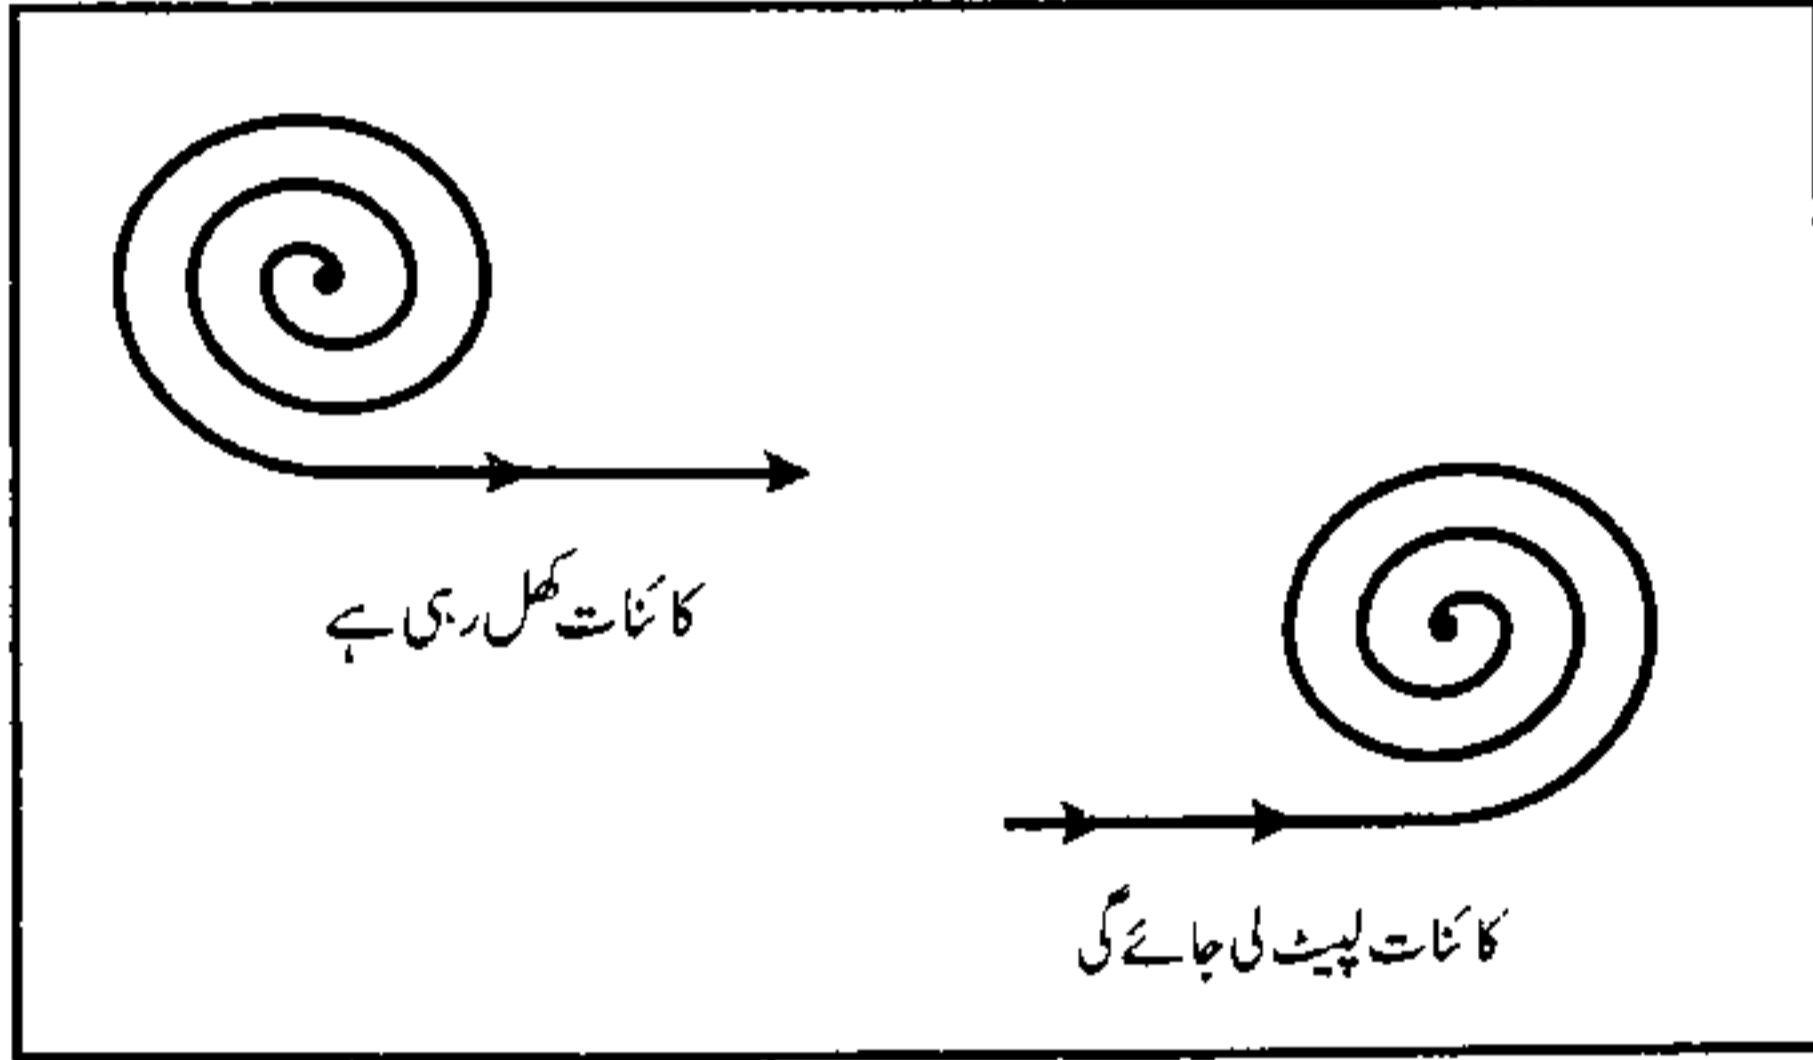 کائنات کھل رہی ہے
کائنات لپیٹ لی جائے گی